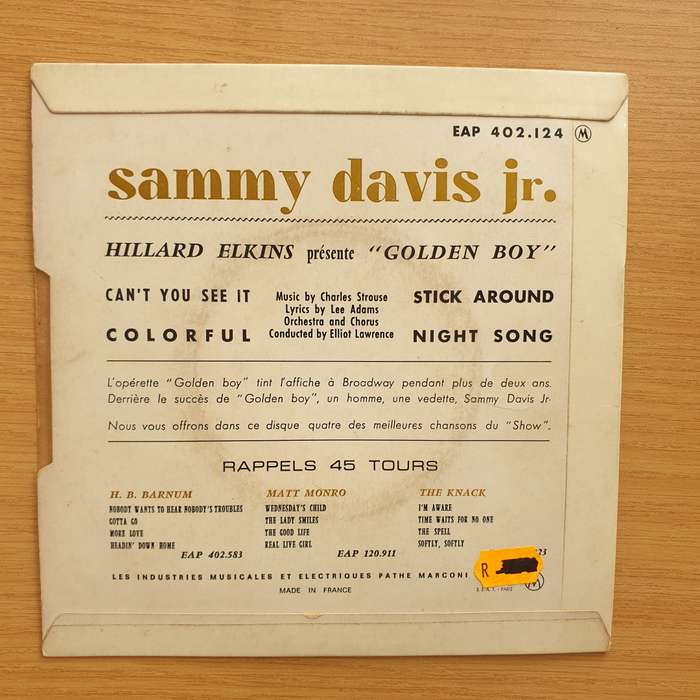 EAP 402.124 M
sammy davis jr.
HILLARD ELKINS présente "GOLDEN BOY"
CAN'T YOU SEE IT
COLORFUL
Music by Charles Strouse
Lyrics by Lee Adams
Orchestra and Chorus
Conducted by Elliot Lawrence
STICK AROUND
NIGHT SONG
L'opérette "Golden boy" tint l'affiche à Broadway pendant plus de deux ans.
Derrière le succès de "Golden boy", un homme, une vedette, Sammy Davis Jr.
Nous vous offrons dans ce disque quatre des meilleures chansons du "Show".
RAPPELS 45 TOURS
H. B. BARNUM
NOBODY WANTS TO HEAR NOBODY'S TROUBLES
GOTTA GO
MORE LOVE
HEADIN' DOWN HOME
EAP 402.583
MATT MONRO
WEDNESDAY'S CHILD
THE LADY SMILES
THE GOOD LIFE
REAL LIVE GIRL
EAP 120.911
THE KNACK
I'M AWARE
TIME WAITS FOR NO ONE
THE SPELL
SOFTLY, SOFTLY
23
R
LES INDUSTRIES MUSICALES ET ELECTRIQUES PATHE MARCONI
M
MADE IN FRANCE
PARIS